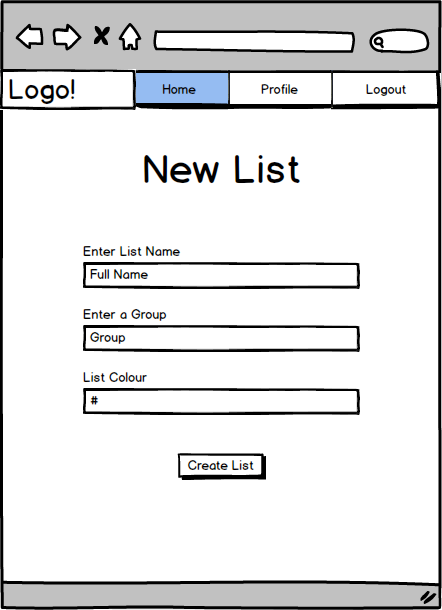 Logo!
Home
Profile
Logout
New List
Enter List Name
Full Name
Enter a Group
Group
List Colour
#
Create List